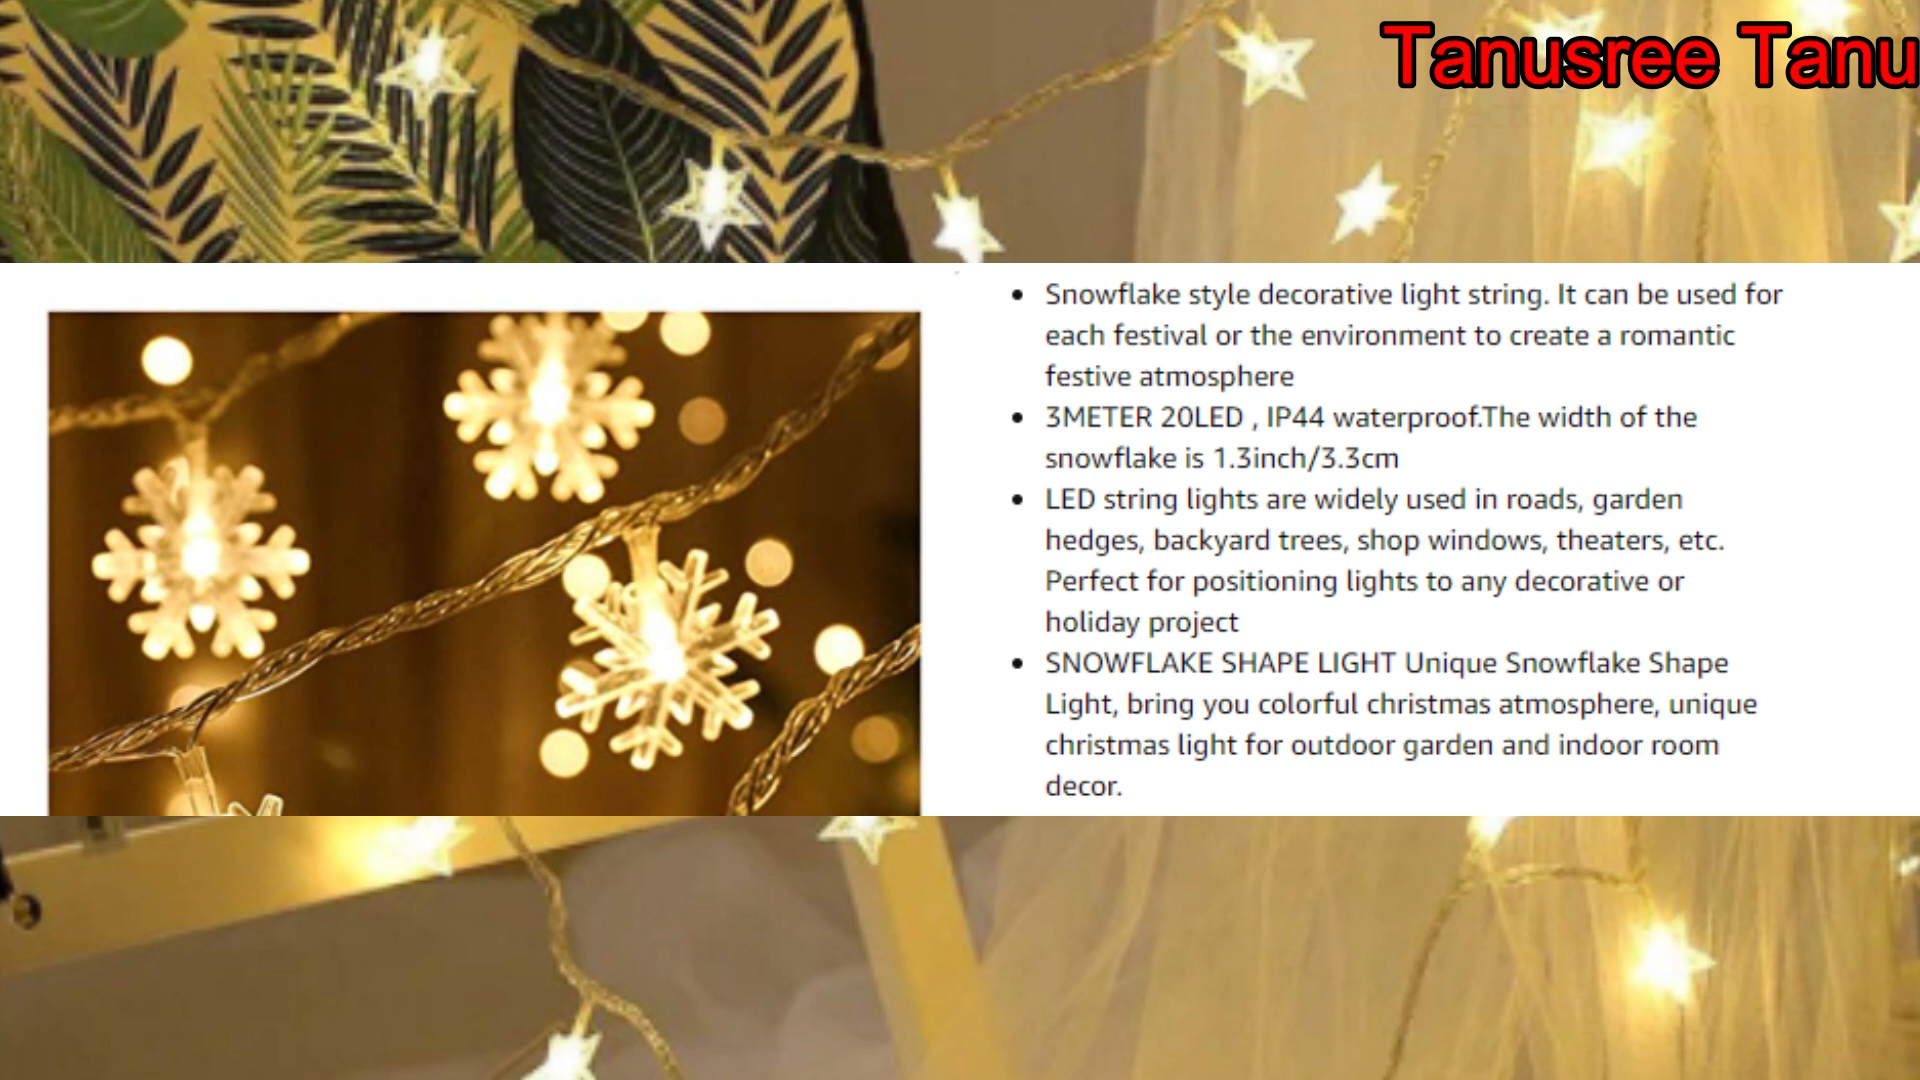 Tanusree Tanu
Snowflake style decorative light string. It can be used for
each festival or the environment to create a romantic
festive atmosphere
3METER 20LED , IP44 waterproof.The width of the
snowflake is 1.3inch/3.3cm
LED string lights are widely used in roads, garden
hedges, backyard trees, shop windows, theaters, etc.
Perfect for positioning lights to any decorative or
holiday project
SNOWFLAKE SHAPE LIGHT Unique Snowflake Shape
Light, bring you colorful christmas atmosphere, unique
christmas light for outdoor garden and indoor room
decor.